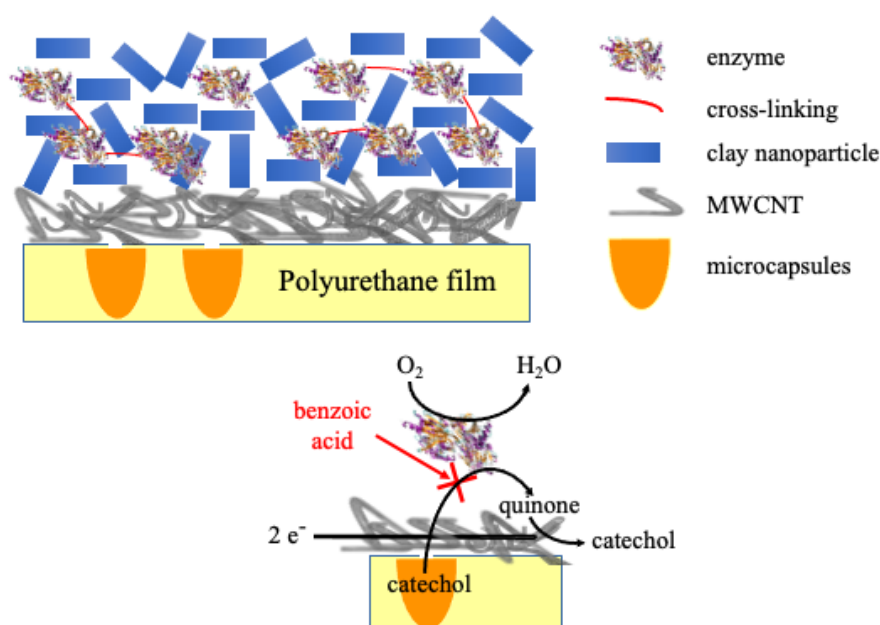 enzyme
cross-linking
clay nanoparticle
MWCNT
microcapsules
Polyurethane film
O₂
H₂O
benzoic
acid
quinone
2 e⁻
catechol
catechol